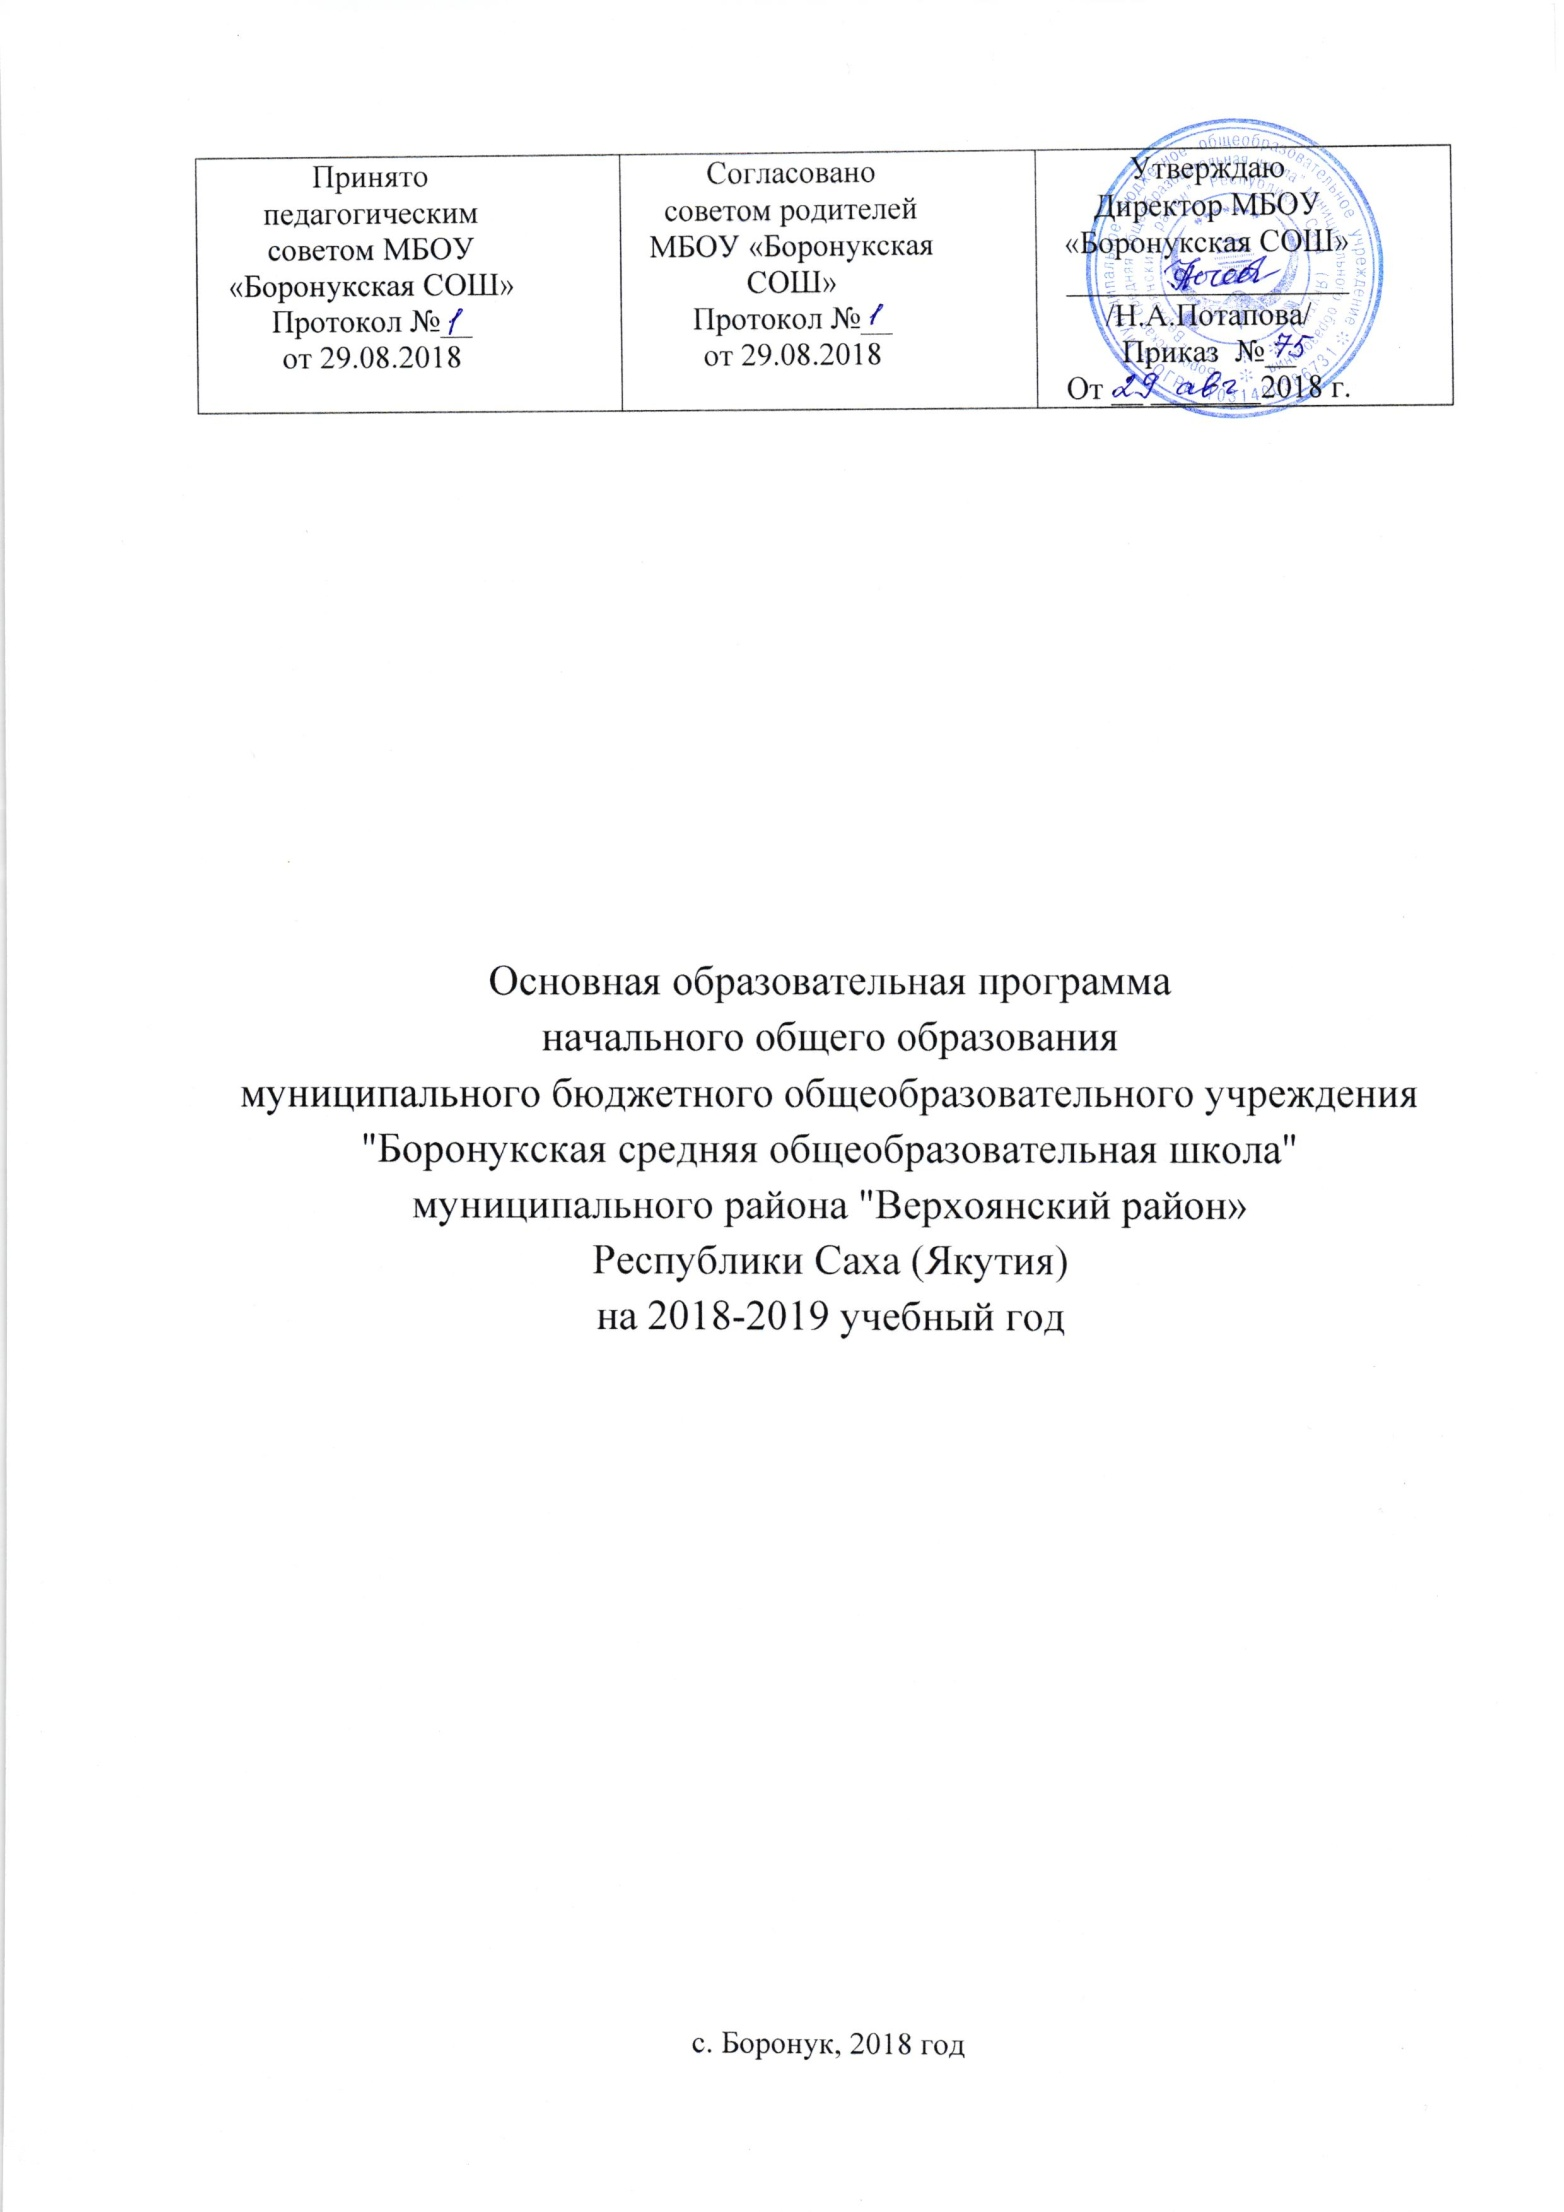 Принято
педагогическим
советом МБОУ
«Боронукская СОШ»
Протокол №1
от 29.08.2018
Согласовано
советом родителей
МБОУ «Боронукская
СОШ»
Протокол №1
от 29.08.2018
Утверждаю
Директор МБОУ
«Боронукская СОШ»
/Н.А.Потапова/
Приказ №75
От 29 авг 2018 г.
Основная образовательная программа
начального общего образования
муниципального бюджетного общеобразовательного учреждения
"Боронукская средняя общеобразовательная школа"
муниципального района "Верхоянский район»
Республики Саха (Якутия)
на 2018-2019 учебный год
с. Боронук, 2018 год